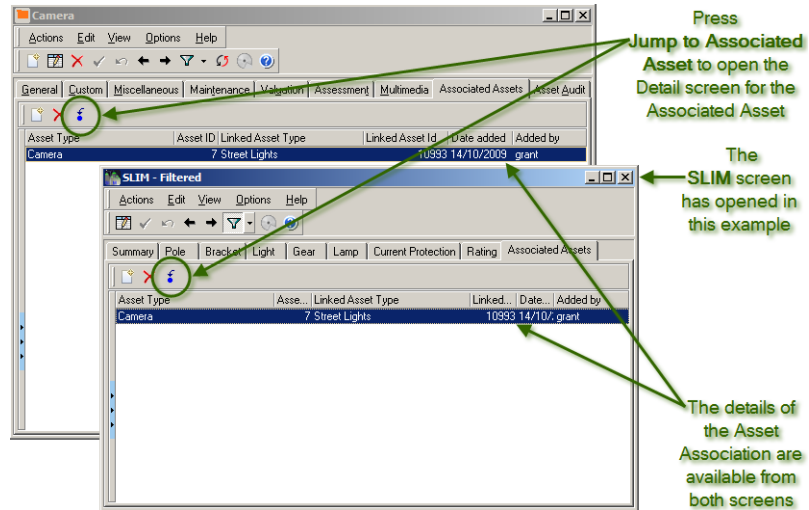 Camera
Actions Edit View Options Help
General Custom Miscellaneous Maintenance Valuation Assessment Multimedia Associated Assets Asset Audit
Asset Type Asset ID Linked Asset Type Linked Asset Id Date added Added by
Camera 7 Street Lights 10993 14/10/2009 grant
SLIM - Filtered
Actions Edit View Options Help
Summary Pole Bracket Light Gear Lamp Current Protection Rating Associated Assets
Asset Type Asse... Linked Asset Type Linked... Date... Added by
Camera 7 Street Lights 10993 14/10/: grant
Press
Jump to Associated
Asset to open the
Detail screen for the
Associated Asset
The
SLIM screen
has opened in
this example
The details of
the Asset
Association are
available from
both screens